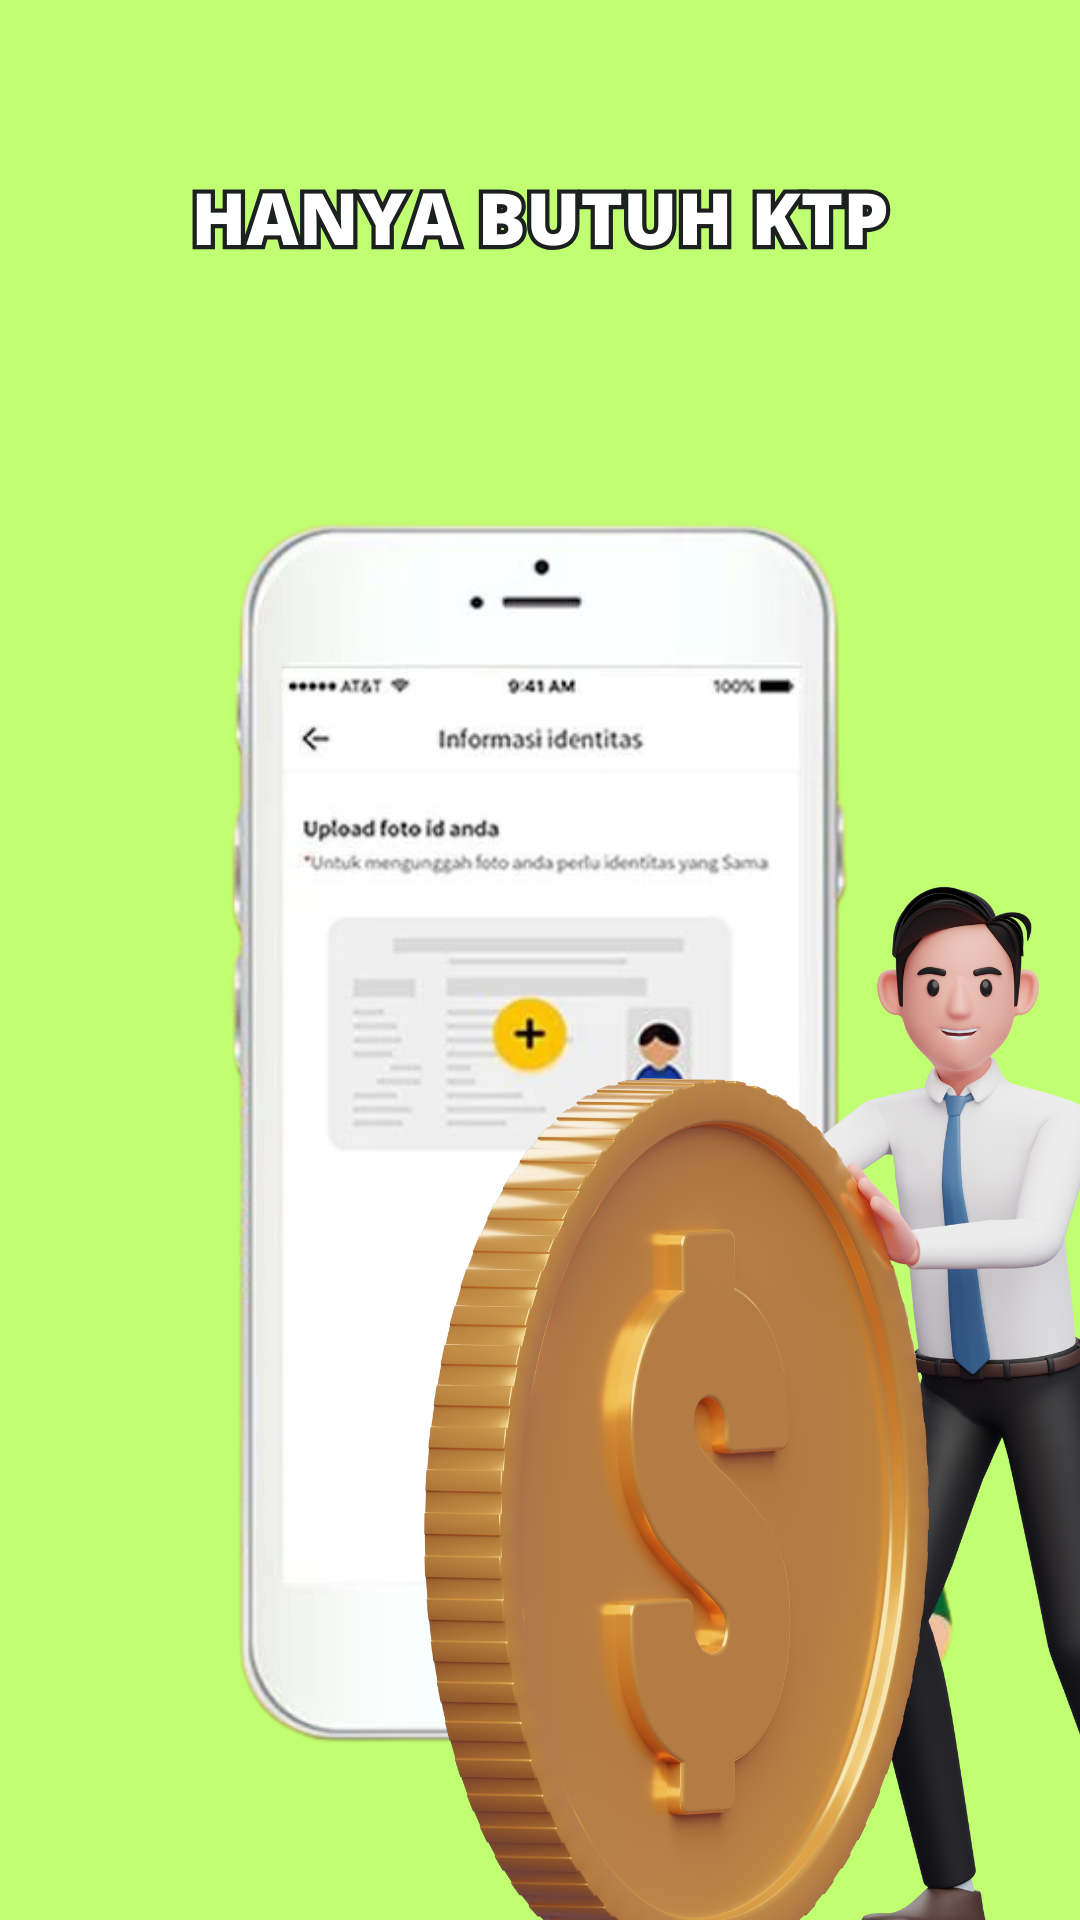 HANYA BUTUH KTP
AT&T 9:41 AM 100%
Informasi identitas
Upload foto id anda
*Untuk mengunggah foto anda perlu identitas yang Sama